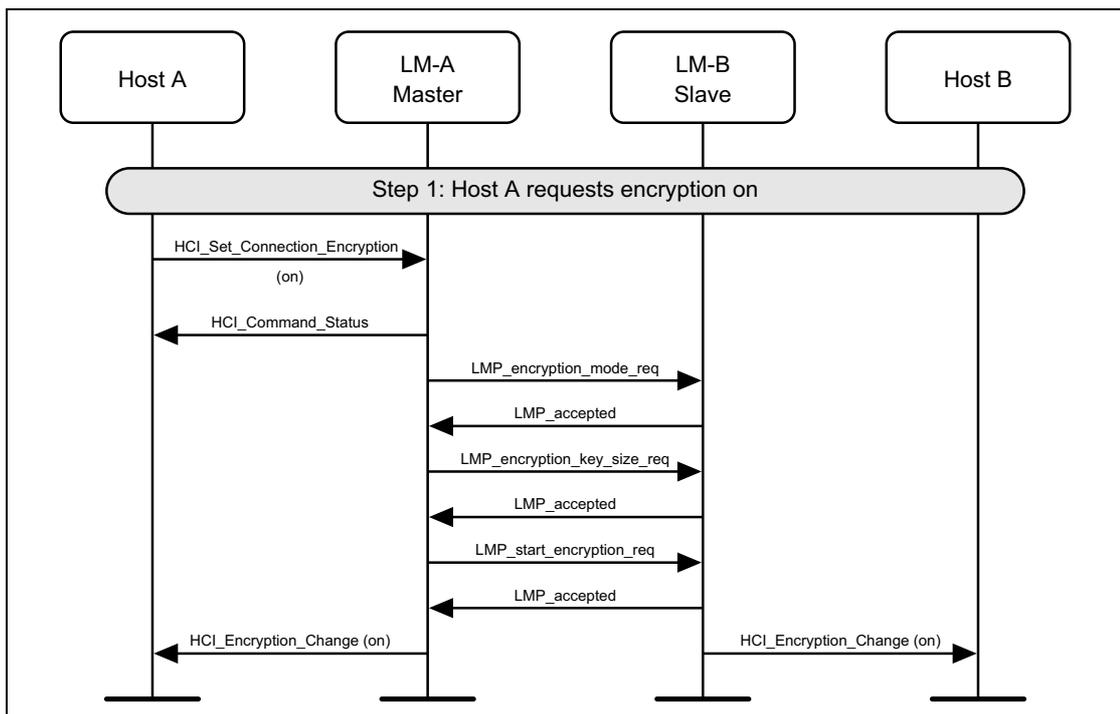 Host A
LM-A
Master
LM-B
Slave
Host B
Step 1: Host A requests encryption on
HCI_Set_Connection_Encryption
(on)
HCI_Command_Status
LMP_encryption_mode_req
LMP_accepted
LMP_encryption_key_size_req
LMP_accepted
LMP_start_encryption_req
LMP_accepted
HCI_Encryption_Change (on)
HCI_Encryption_Change (on)